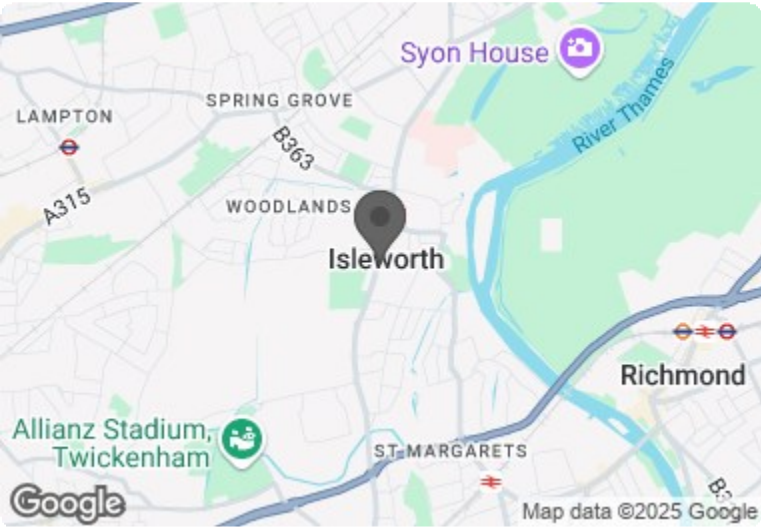 Syon House
SPRING GROVE
LAMPTON
River Thames
B363
A315
WOODLANDS
Isleworth
Richmond
Allianz Stadium,
Twickenham
ST MARGARETS
B3
Google
Map data ©2025 Google